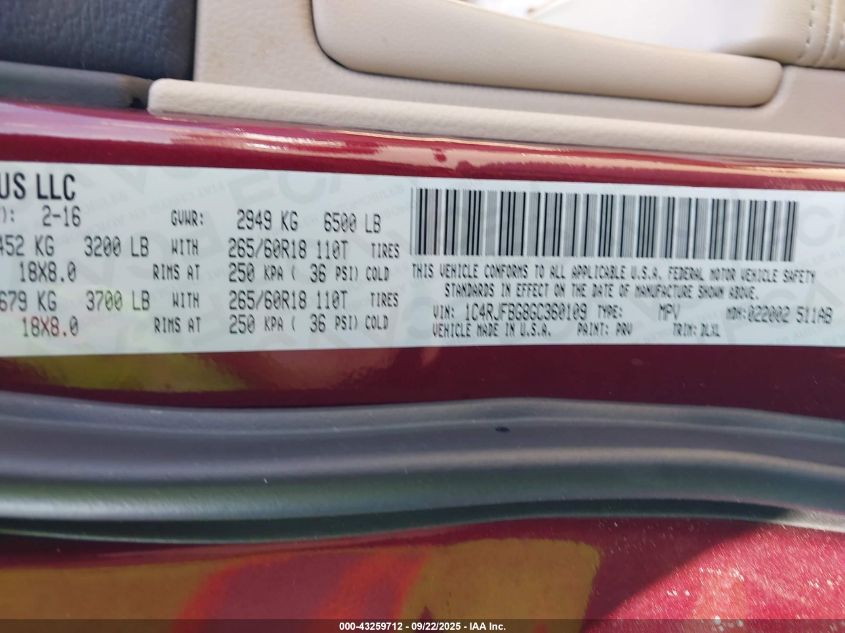 US LLC
): 2-16 GVWR: 2949 KG 6500 LB
452 KG 3200 LB WITH 265/60R18 110T TIRES
18X8.0 RIMS AT 250 KPA ( 36 PSI) COLD
679 KG 3700 LB WITH 265/60R18 110T TIRES
18X8.0 RIMS AT 250 KPA ( 36 PSI) COLD
THIS VEHICLE CONFORMS TO ALL APPLICABLE U.S.A. FEDERAL MOTOR VEHICLE SAFETY
STANDARDS IN EFFECT ON THE DATE OF MANUFACTURE SHOWN ABOVE.
VIN: 1C4RJFBG8GC360109 TYPE: MPV MDH:022002 511AB
VEHICLE MADE IN U.S.A. PAINT: PRV TRIM: DLXL
000-43259712 - 09/22/2025 - IAA Inc.